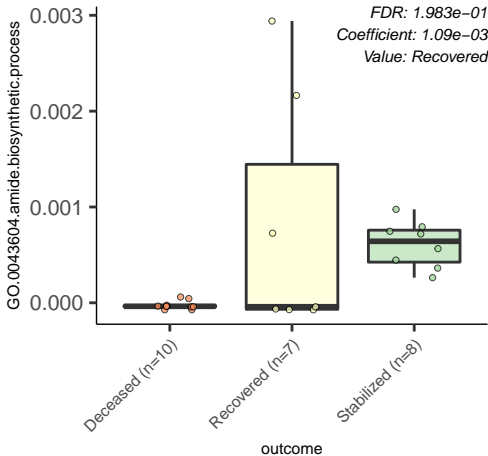 FDR: 1.983e−01
Coefficient: 1.09e−03
Value: Recovered
GO.0043604.amide.biosynthetic.process
0.003
0.002
0.001
0.000
Deceased (n=10)
Recovered (n=7)
Stabilized (n=8)
outcome